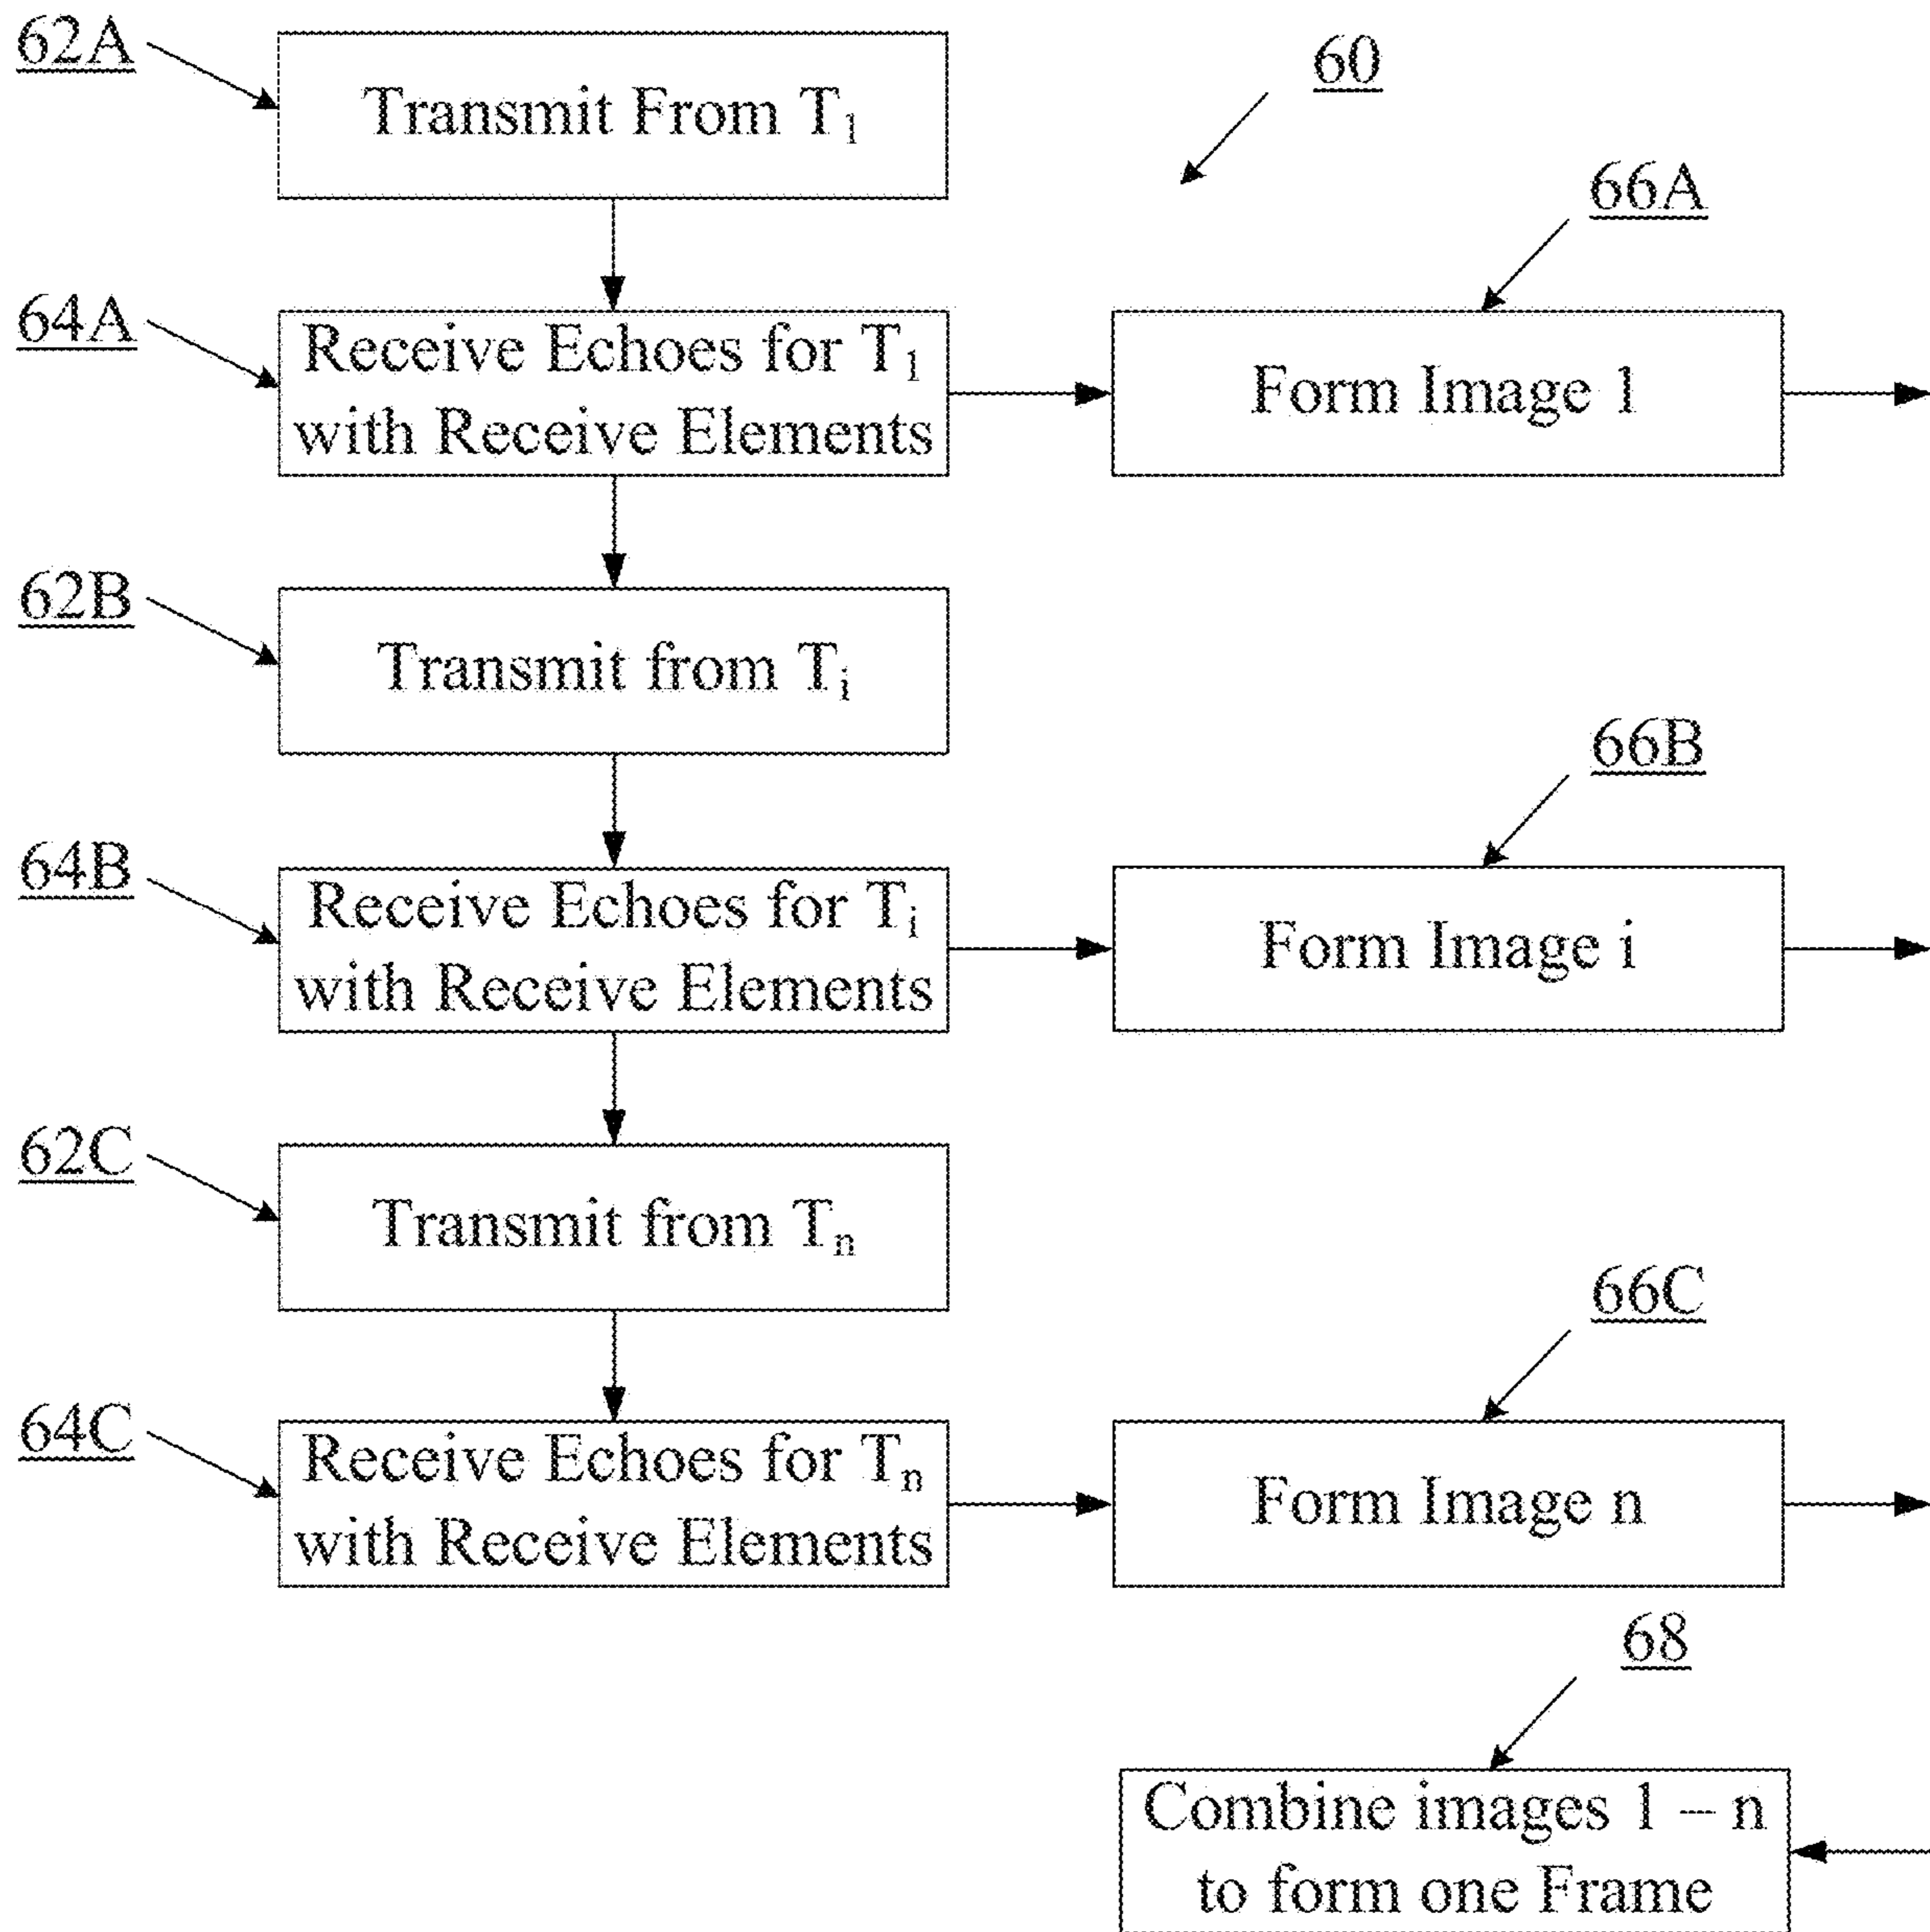 62A
Transmit From T₁
60
66A
64A
Receive Echoes for T₁
with Receive Elements
Form Image 1
62B
Transmit from Tᵢ
66B
64B
Receive Echoes for Tᵢ
with Receive Elements
Form Image i
62C
Transmit from Tₙ
66C
64C
Receive Echoes for Tₙ
with Receive Elements
Form Image n
68
Combine images 1 – n
to form one Frame